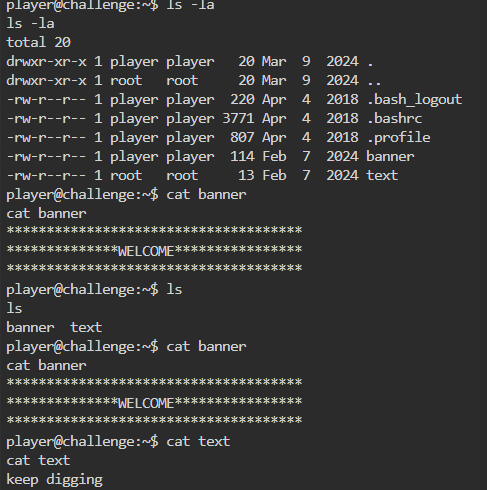 player@challenge:~$ ls -la
ls -la
total 20
drwxr-xr-x 1 player player   20 Mar  9  2024 .
drwxr-xr-x 1 root   root     20 Mar  9  2024 ..
-rw-r--r-- 1 player player  220 Apr  4  2018 .bash_logout
-rw-r--r-- 1 player player 3771 Apr  4  2018 .bashrc
-rw-r--r-- 1 player player  807 Apr  4  2018 .profile
-rw-r--r-- 1 player player  114 Feb  7  2024 banner
-rw-r--r-- 1 root   root     13 Feb  7  2024 text
player@challenge:~$ cat banner
cat banner
*************************************
**************WELCOME****************
*************************************
player@challenge:~$ ls
ls
banner  text
player@challenge:~$ cat banner
cat banner
*************************************
**************WELCOME****************
*************************************
player@challenge:~$ cat text
cat text
keep digging